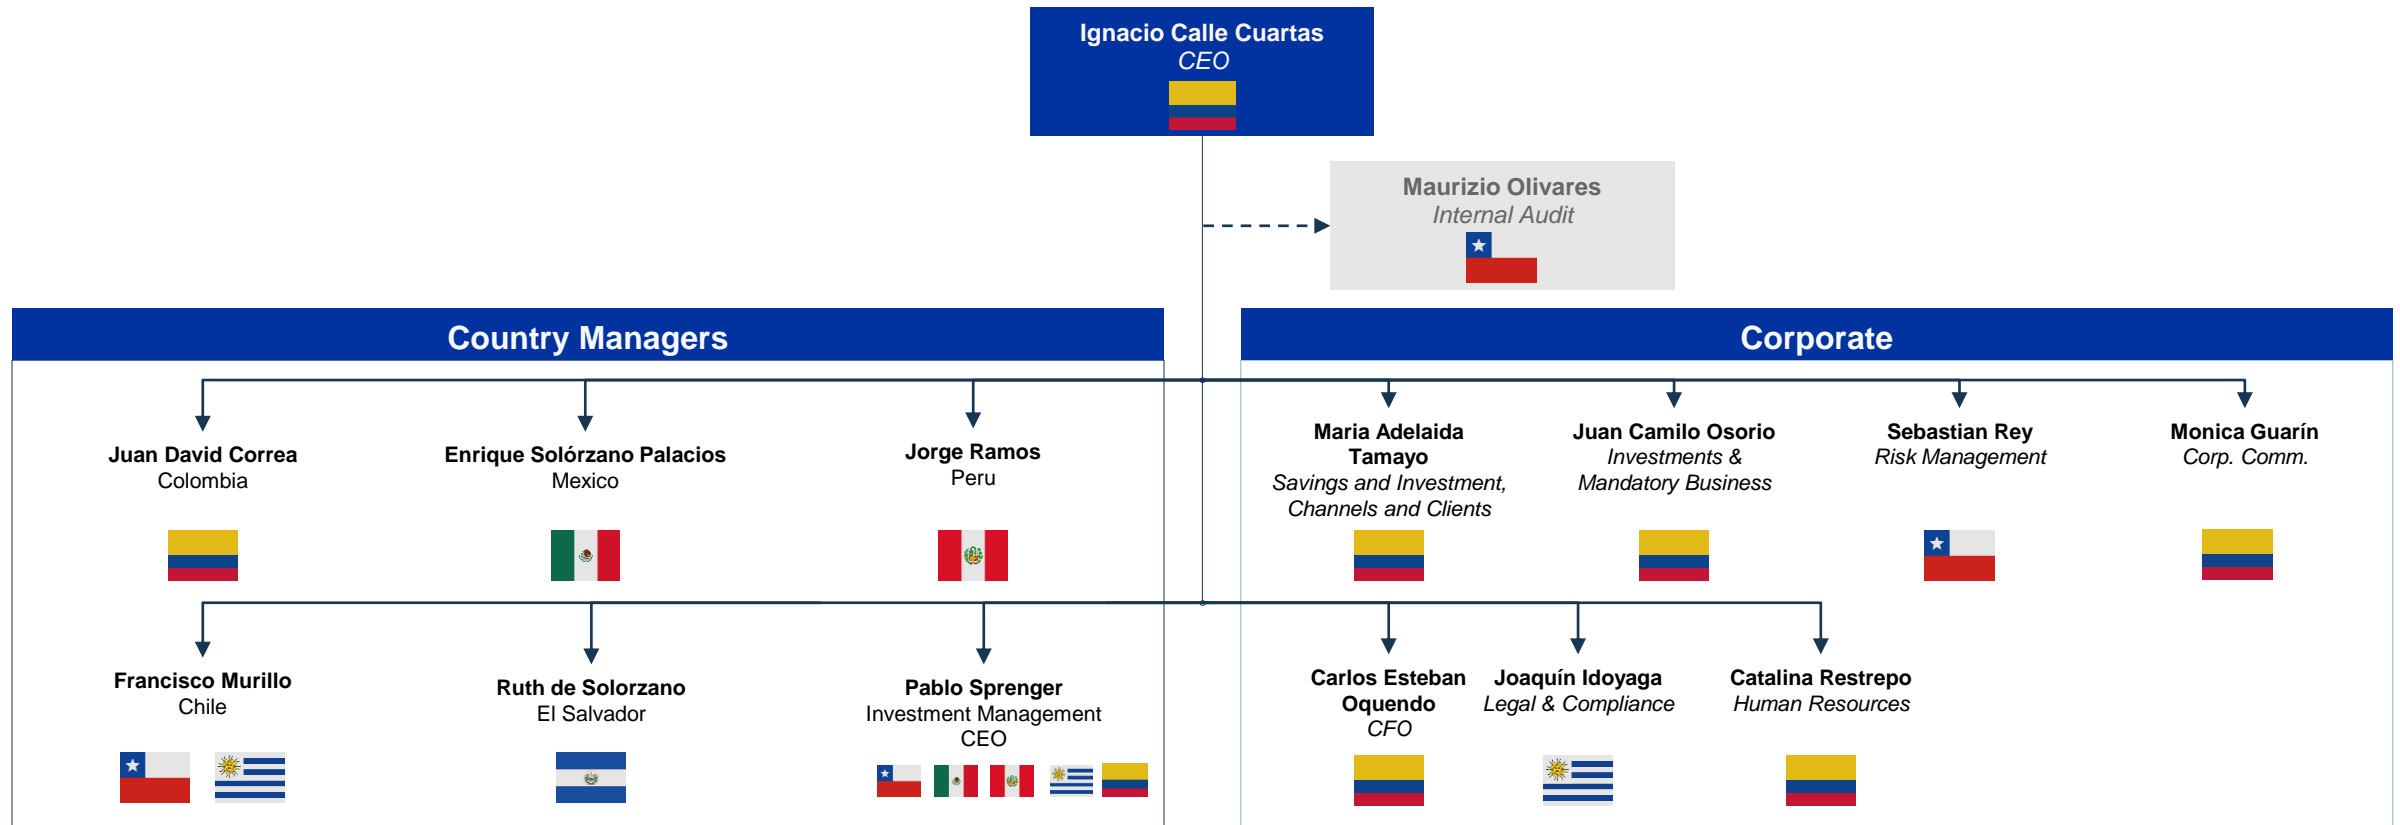 Ignacio Calle Cuartas
CEO
Maurizio Olivares
Internal Audit
Country Managers
Corporate
Juan David Correa
Colombia
Enrique Solórzano Palacios
Mexico
Jorge Ramos
Peru
Maria Adelaida
Tamayo
Savings and Investment,
Channels and Clients
Juan Camilo Osorio
Investments &
Mandatory Business
Sebastian Rey
Risk Management
Monica Guarín
Corp. Comm.
Francisco Murillo
Chile
Ruth de Solorzano
El Salvador
Pablo Sprenger
Investment Management
CEO
Carlos Esteban
Oquendo
CFO
Joaquín Idoyaga
Legal & Compliance
Catalina Restrepo
Human Resources